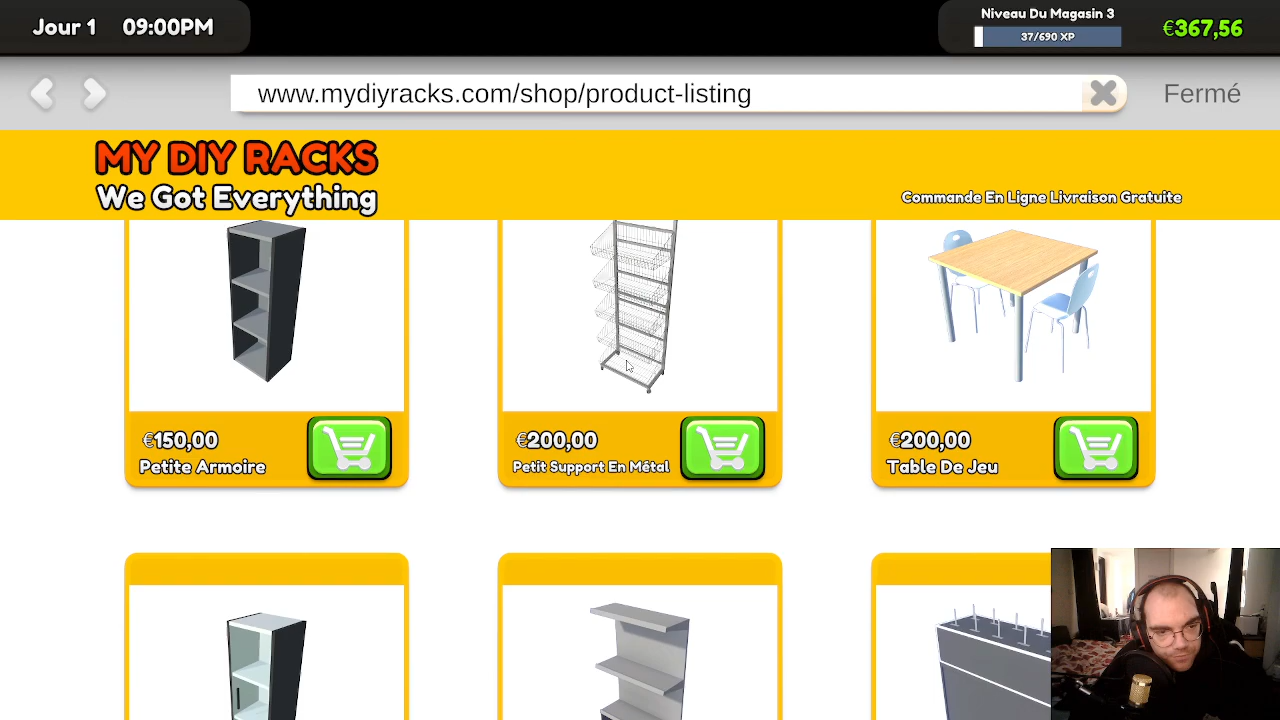 Jour 1 09:00PM
Niveau Du Magasin 3
37/690 XP
€367,56
www.mydiyracks.com/shop/product-listing
Fermé
MY DIY RACKS
We Got Everything
Commande En Ligne Livraison Gratuite
€150,00
Petite Armoire
€200,00
Petit Support En Métal
€200,00
Table De Jeu